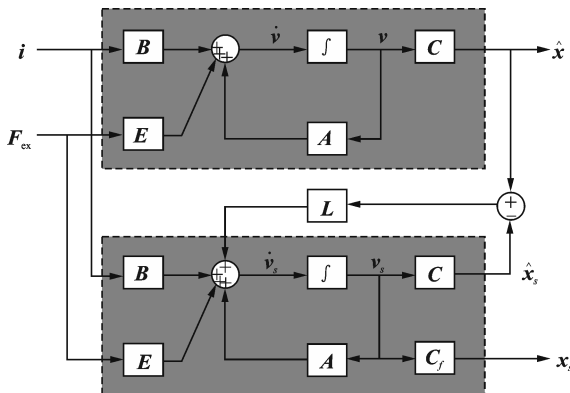 i B + + + v̇ ∫ v C x̂
F_ex E A
L + −
B + + + + v̇_s ∫ v_s C x̂_s
E A C_f x